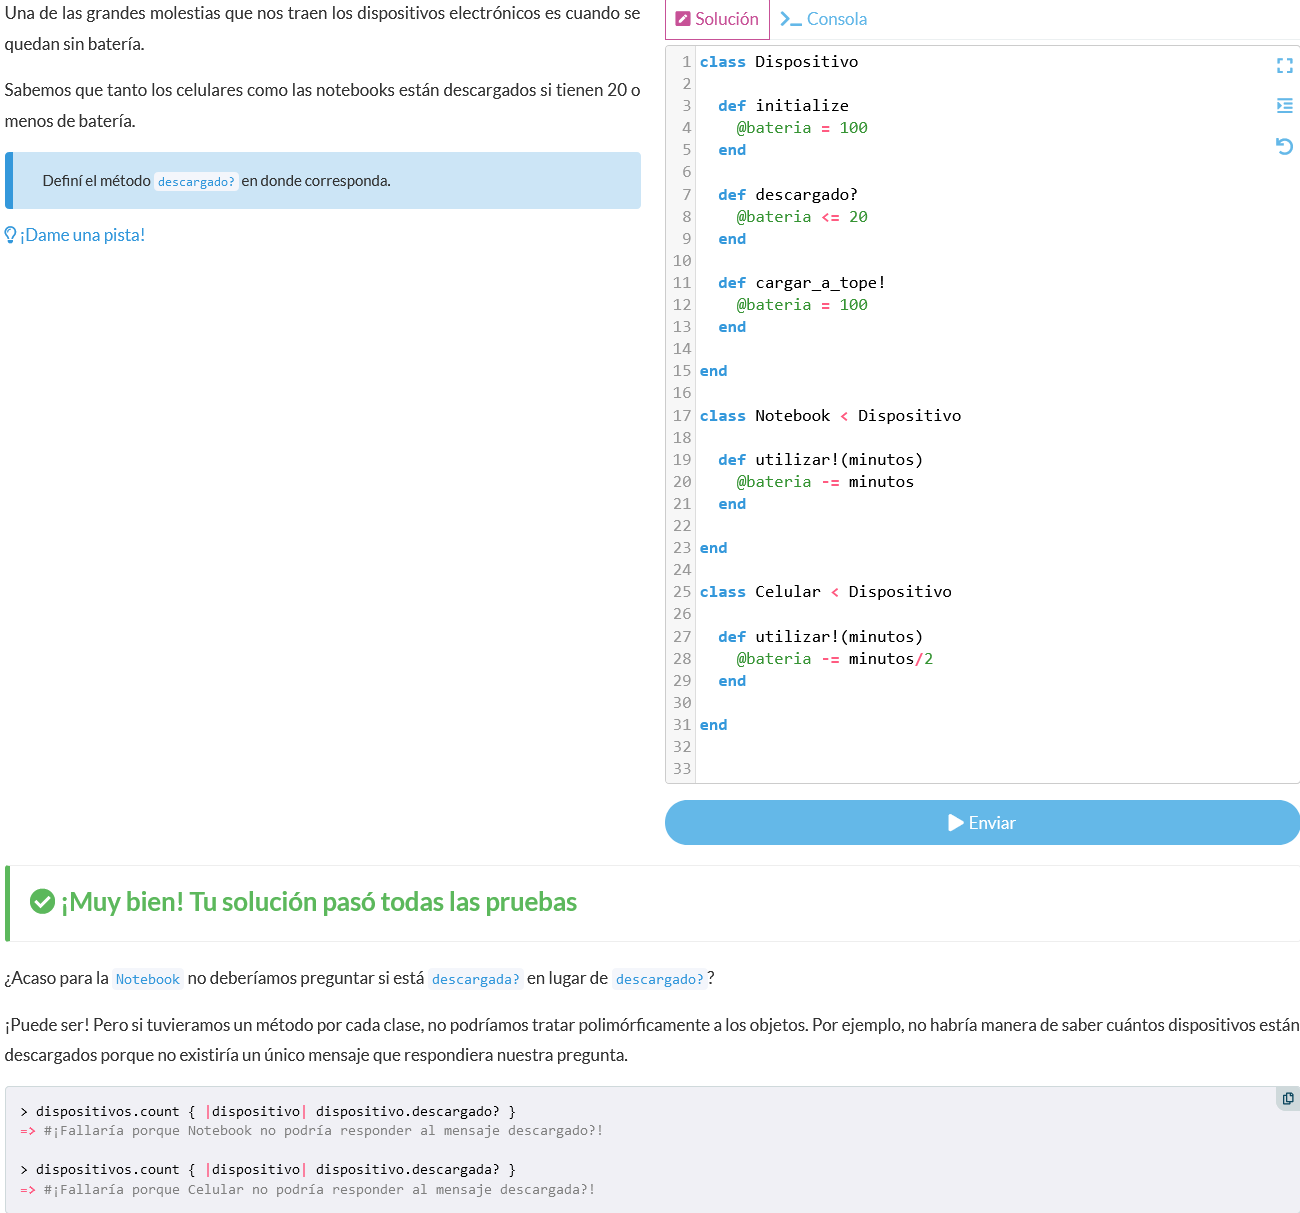 Una de las grandes molestias que nos traen los dispositivos electrónicos es cuando se
quedan sin batería.
Sabemos que tanto los celulares como las notebooks están descargados si tienen 20 o
menos de batería.
Definí el método descargado? en donde corresponda.
¡Dame una pista!
Solución
Consola
1 class Dispositivo
2
3 def initialize
4 @bateria = 100
5 end
6
7 def descargado?
8 @bateria <= 20
9 end
10
11 def cargar_a_tope!
12 @bateria = 100
13 end
14
15 end
16
17 class Notebook < Dispositivo
18
19 def utilizar!(minutos)
20 @bateria -= minutos
21 end
22
23 end
24
25 class Celular < Dispositivo
26
27 def utilizar!(minutos)
28 @bateria -= minutos/2
29 end
30
31 end
32
33
Enviar
¡Muy bien! Tu solución pasó todas las pruebas
¿Acaso para la Notebook no deberíamos preguntar si está descargada? en lugar de descargado? ?
¡Puede ser! Pero si tuvieramos un método por cada clase, no podríamos tratar polimórficamente a los objetos. Por ejemplo, no habría manera de saber cuántos dispositivos están
descargados porque no existiría un único mensaje que respondiera nuestra pregunta.
> dispositivos.count { |dispositivo| dispositivo.descargado? }
=> #¡Fallaría porque Notebook no podría responder al mensaje descargado?!
> dispositivos.count { |dispositivo| dispositivo.descargada? }
=> #¡Fallaría porque Celular no podría responder al mensaje descargada?!